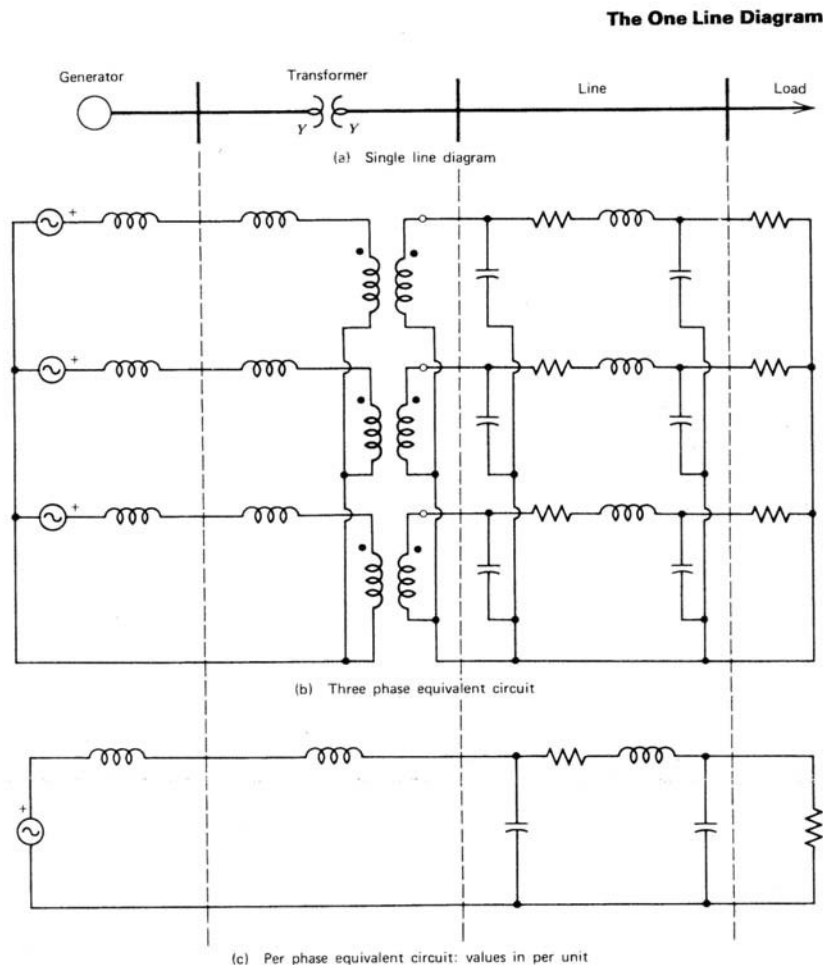 The One Line Diagram
Generator
Transformer
Line
Load
Y Y
(a) Single line diagram
+
+
+
(b) Three phase equivalent circuit
+
(c) Per phase equivalent circuit: values in per unit